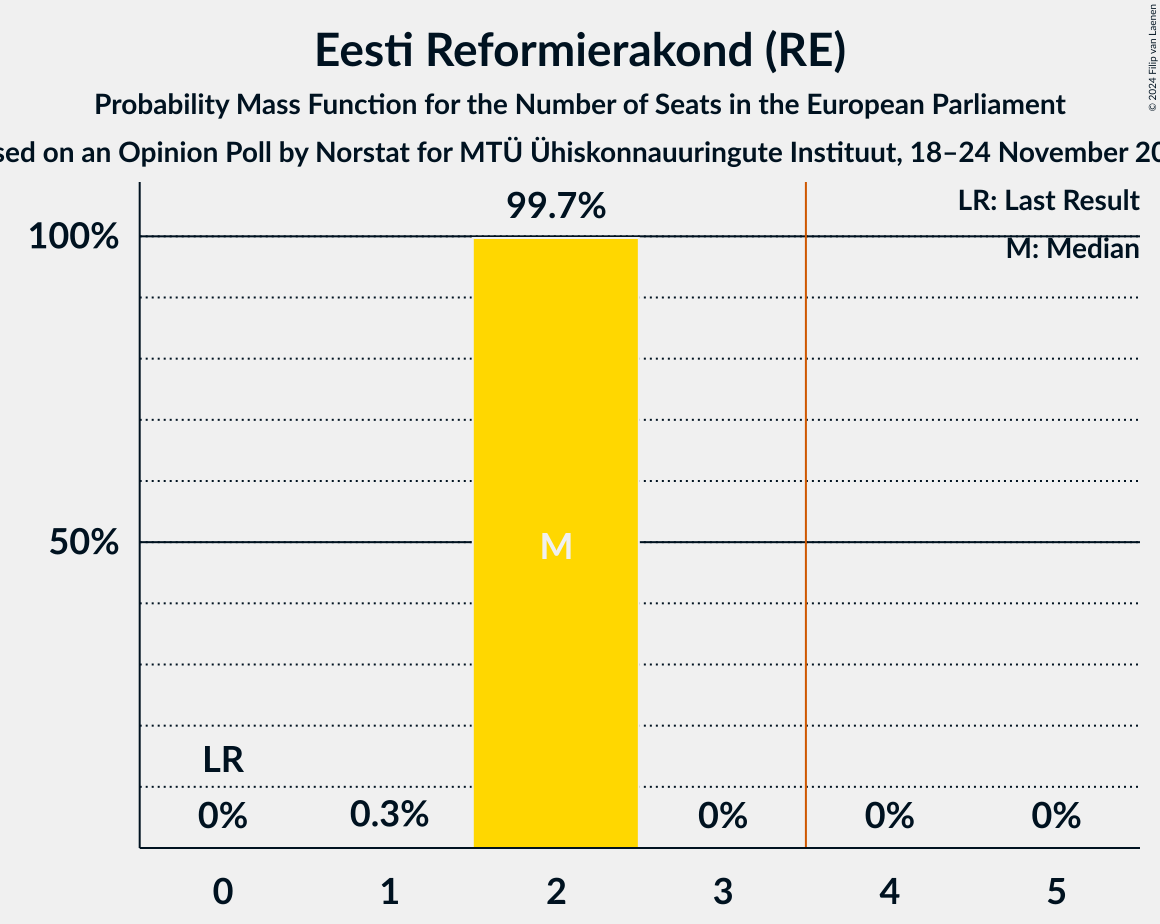 Eesti Reformierakond (RE)
Probability Mass Function for the Number of Seats in the European Parliament
on an Opinion Poll by Norstat for MTÜ Ühiskonnauuringute Instituut, 18–24 November
© 2024 Filip van Laenen
LR: Last Result
M: Median
99.7%
100%
50%
M
LR
0%
0.3%
0%
0%
0%
0
1
2
3
4
5